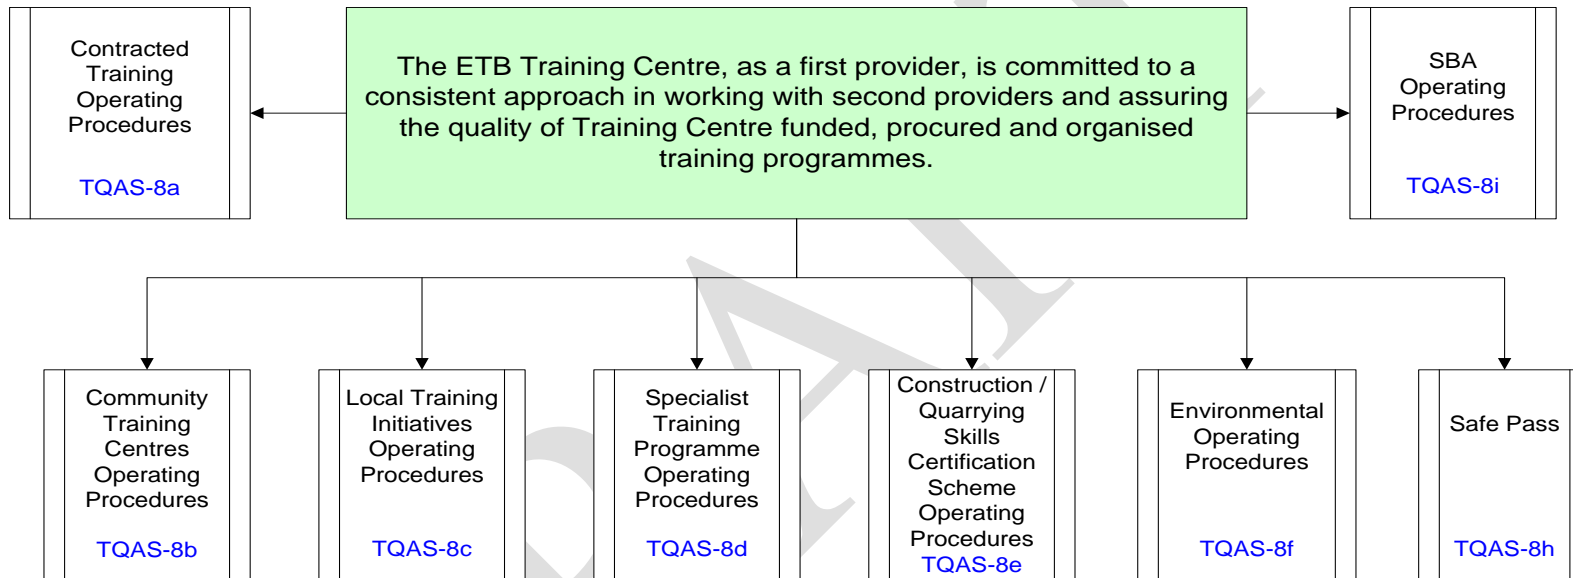 Contracted
Training
Operating
Procedures
TQAS-8a
The ETB Training Centre, as a first provider, is committed to a
consistent approach in working with second providers and assuring
the quality of Training Centre funded, procured and organised
training programmes.
SBA
Operating
Procedures
TQAS-8i
Community
Training
Centres
Operating
Procedures
TQAS-8b
Local Training
Initiatives
Operating
Procedures
TQAS-8c
Specialist
Training
Programme
Operating
Procedures
TQAS-8d
Construction /
Quarrying
Skills
Certification
Scheme
Operating
Procedures
TQAS-8e
Environmental
Operating
Procedures
TQAS-8f
Safe Pass
TQAS-8h